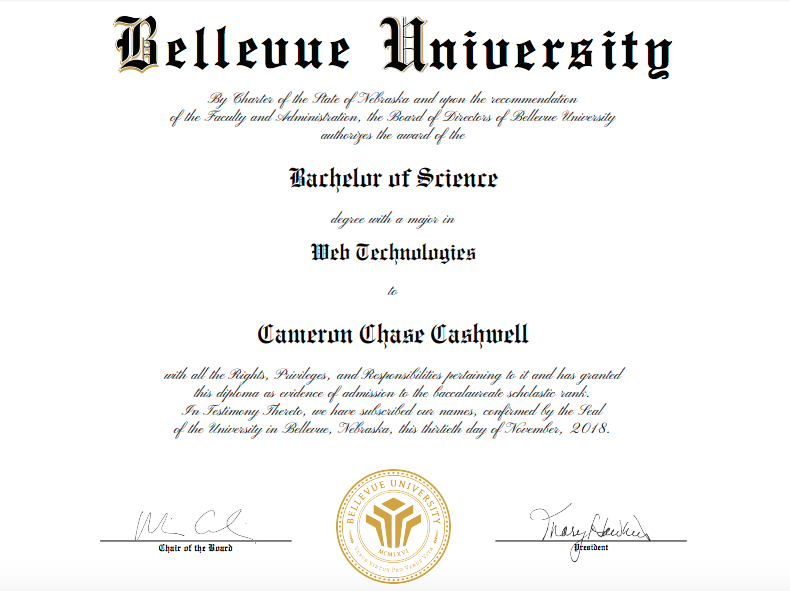 Bellevue University
By Charter of the State of Nebraska and upon the recommendation
of the Faculty and Administration, the Board of Directors of Bellevue University
authorizes the award of the
Bachelor of Science
degree with a major in
Web Technologies
to
Cameron Chase Cashwell
with all the Rights, Privileges, and Responsibilities pertaining to it and has granted
this diploma as evidence of admission to the baccalaureate scholastic rank.
In Testimony Thereto, we have subscribed our names, confirmed by the Seal
of the University in Bellevue, Nebraska, this thirtieth day of November, 2018.
BELLEVUE UNIVERSITY
MCMLXVI
Mary Hawkins
Chair of the Board
President